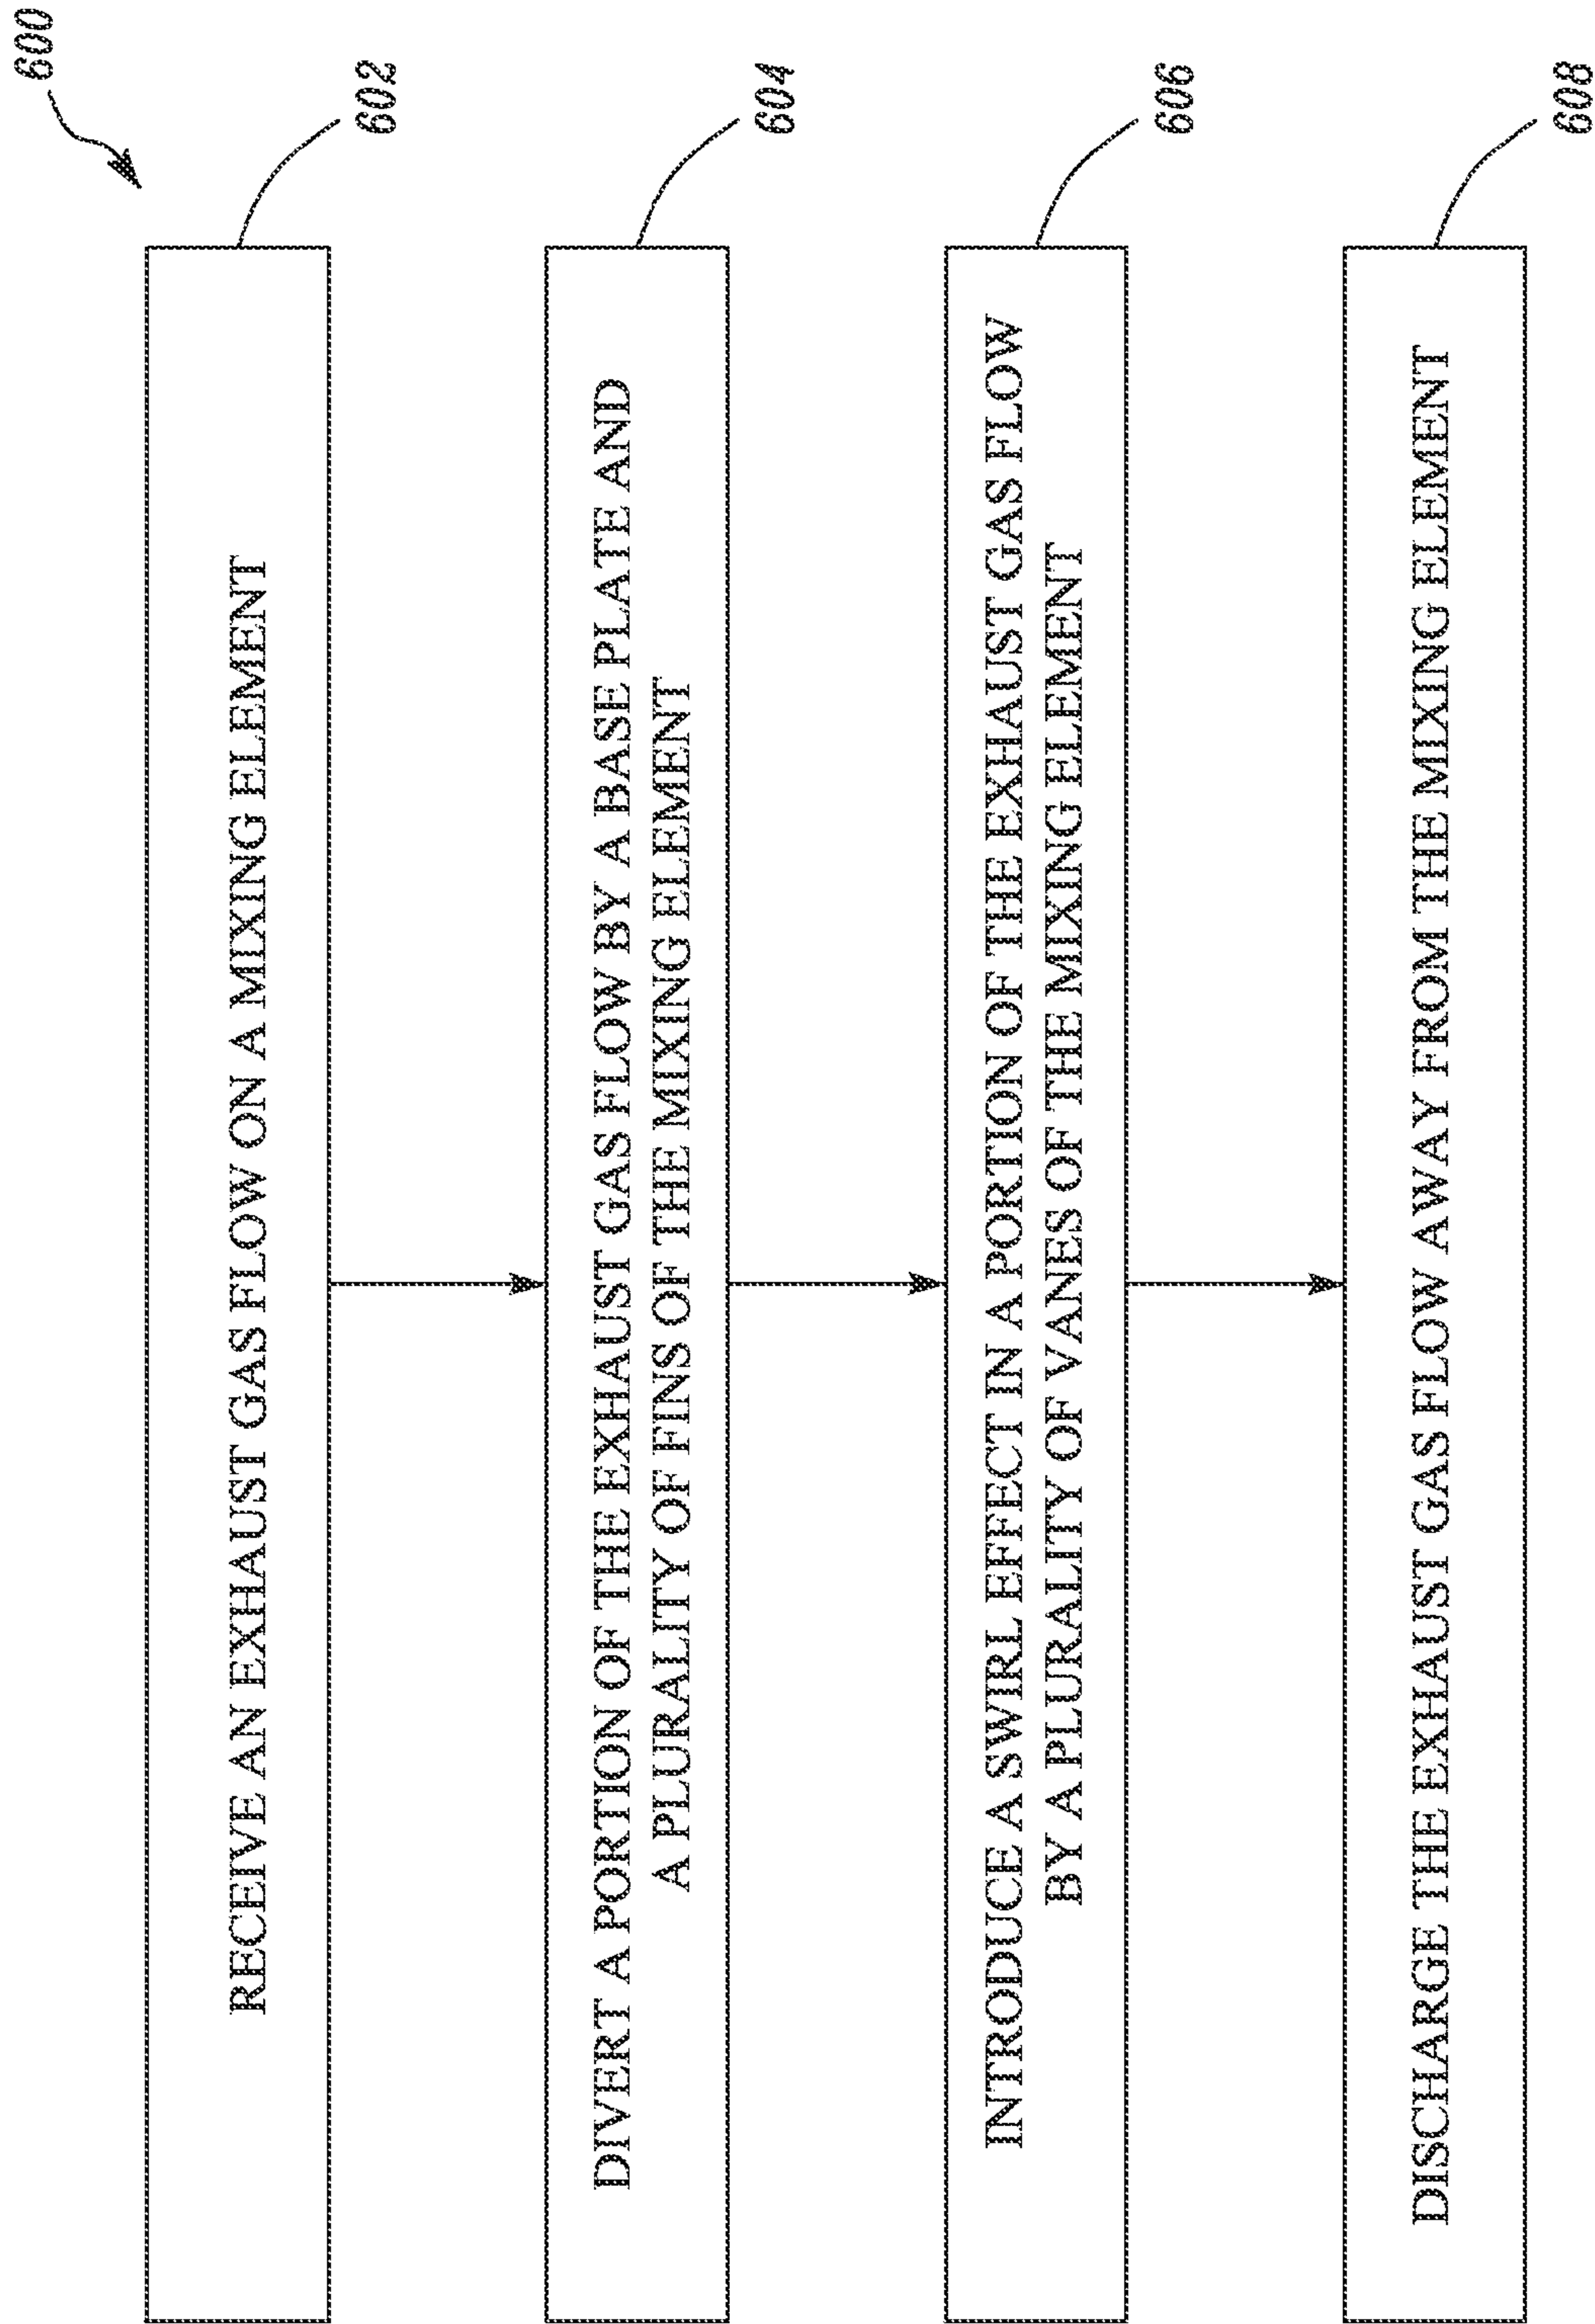 600
RECEIVE AN EXHAUST GAS FLOW ON A MIXING ELEMENT
602
DIVERT A PORTION OF THE EXHAUST GAS FLOW BY A BASE PLATE AND
A PLURALITY OF FINS OF THE MIXING ELEMENT
604
INTRODUCE A SWIRL EFFECT IN A PORTION OF THE EXHAUST GAS FLOW
BY A PLURALITY OF VANES OF THE MIXING ELEMENT
606
DISCHARGE THE EXHAUST GAS FLOW AWAY FROM THE MIXING ELEMENT
608